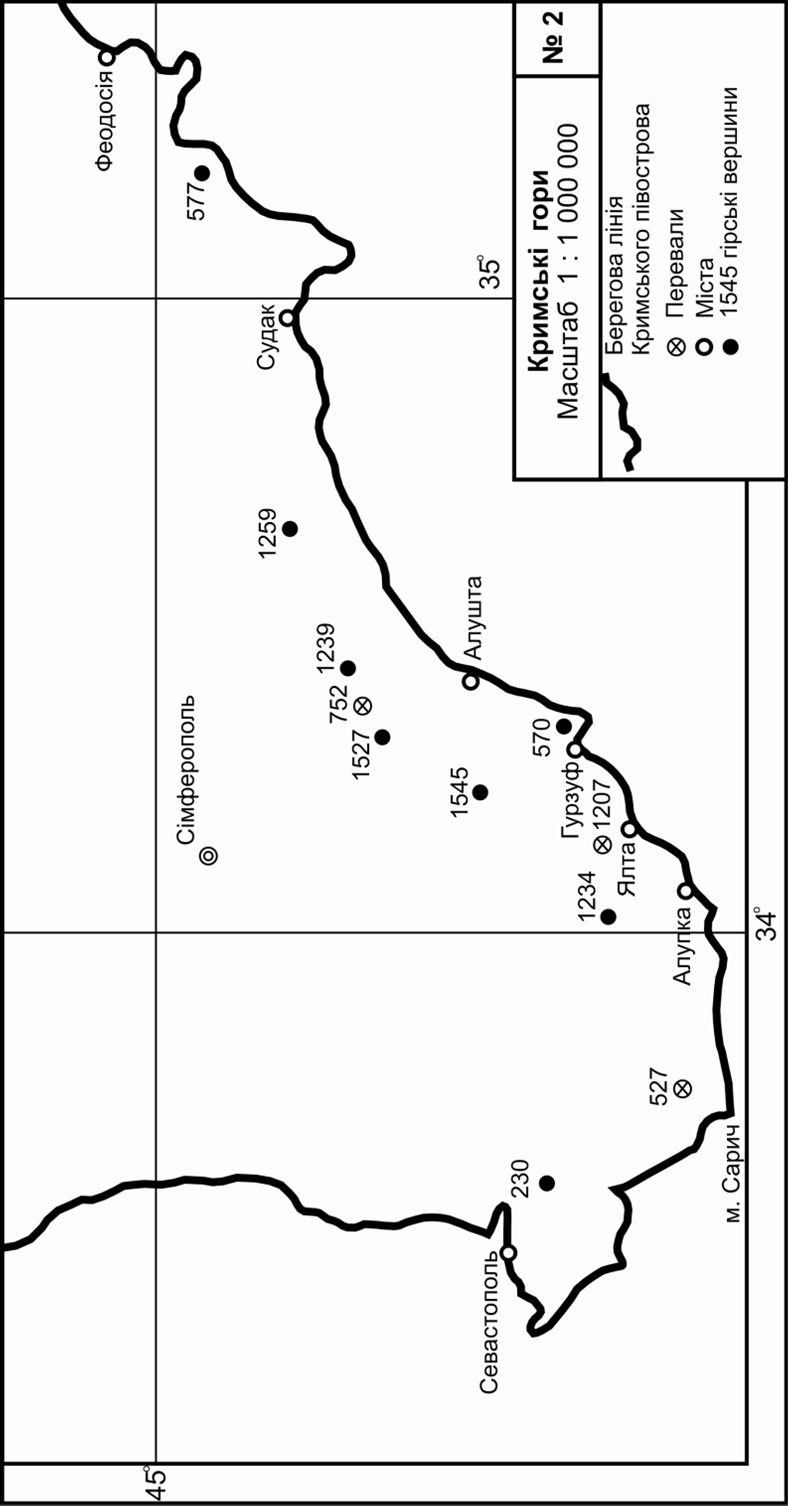 45°
Феодосія
577
Судак
35°
Сімферополь
1259
1239
752
1527
Алушта
1545
570
Гурзуф
1207
1234
Ялта
Алупка
34°
230
527
Севастополь
м. Сарич
Кримські гори
Масштаб 1 : 1 000 000
№ 2
Берегова лінія
Кримського півострова
Перевали
Міста
1545 гірські вершини